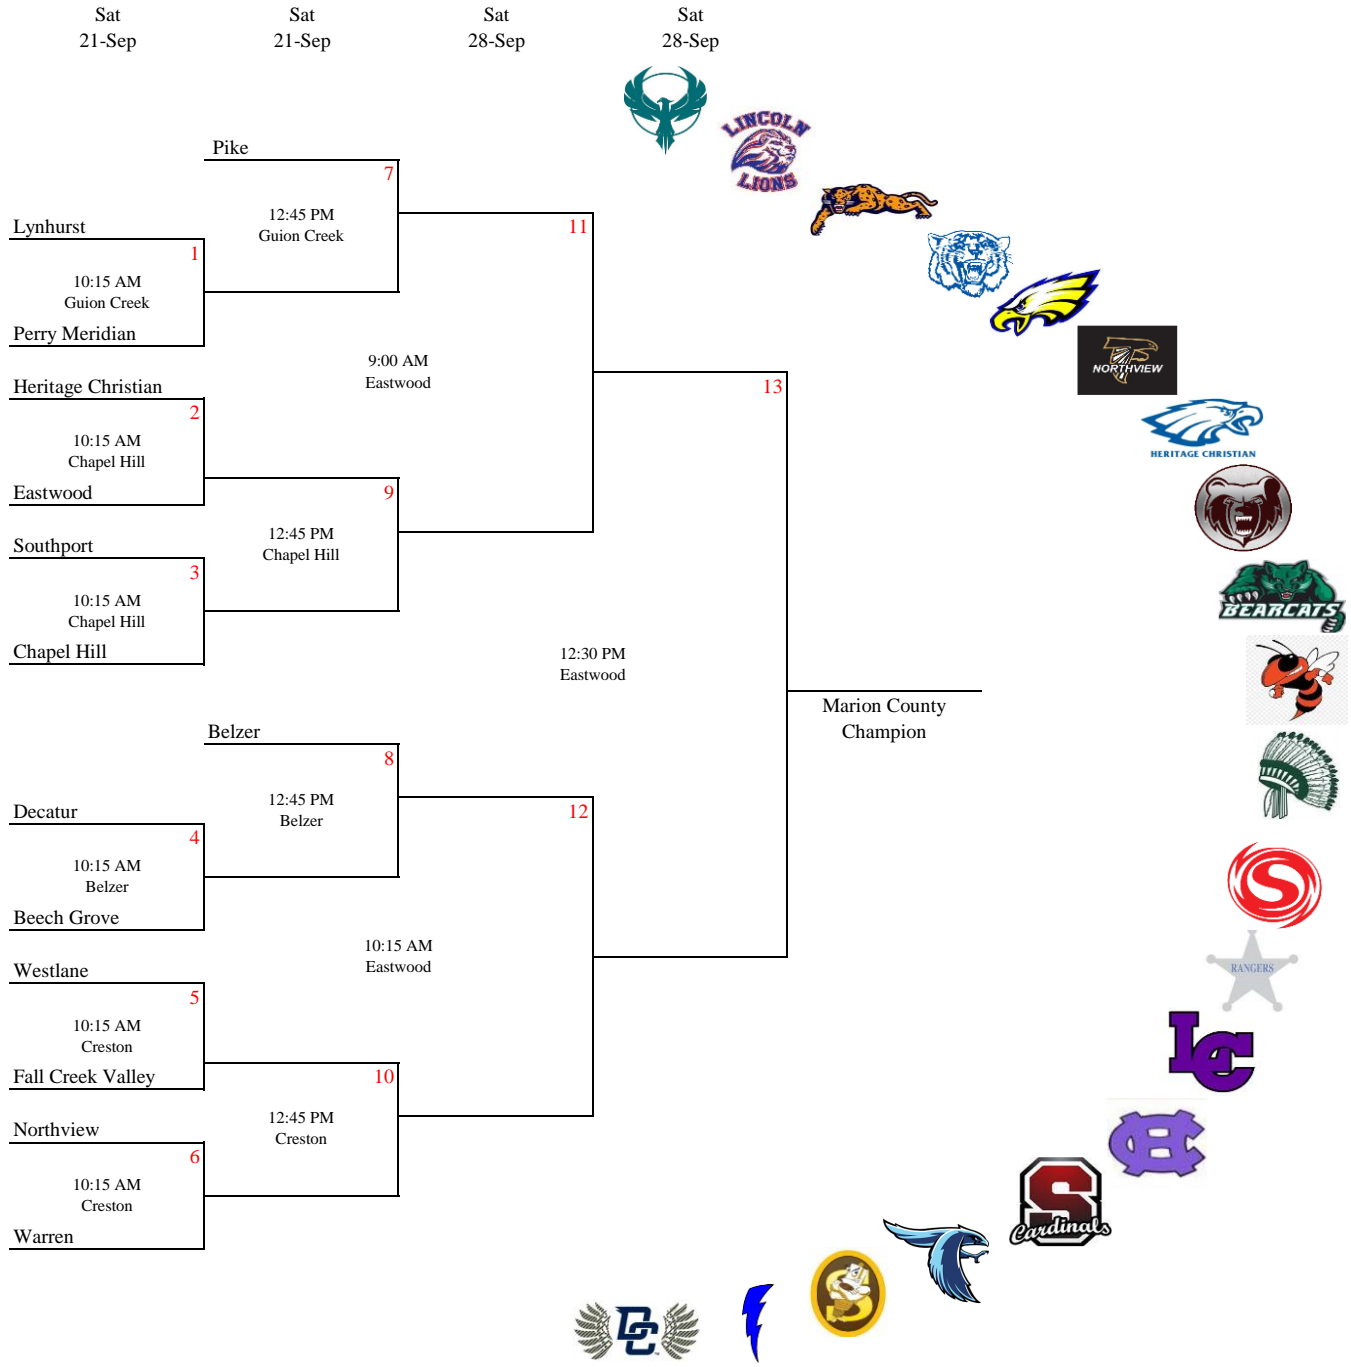 Sat Sat Sat Sat
21-Sep 21-Sep 28-Sep 28-Sep
LINCOLN
LIONS
Pike
7
12:45 PM
Guion Creek
Lynhurst
1
10:15 AM
Guion Creek
Perry Meridian
11
9:00 AM
Eastwood
Heritage Christian
2
10:15 AM
Chapel Hill
Eastwood
9
12:45 PM
Chapel Hill
Southport
3
10:15 AM
Chapel Hill
Chapel Hill
13
12:30 PM
Eastwood
Marion County
Champion
Belzer
8
12:45 PM
Belzer
Decatur
4
10:15 AM
Belzer
Beech Grove
12
10:15 AM
Eastwood
Westlane
5
10:15 AM
Creston
Fall Creek Valley
10
12:45 PM
Creston
Northview
6
10:15 AM
Creston
Warren
NORTHVIEW
HERITAGE CHRISTIAN
BEARCATS
S
RANGERS
LC
CH
S
Cardinals
S
DC